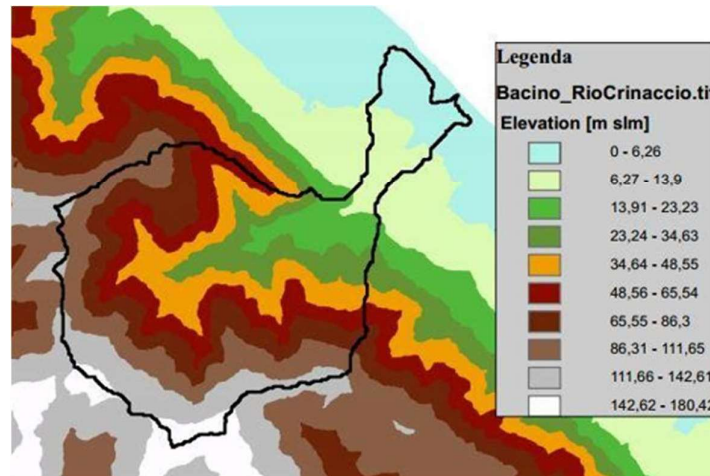 Legenda
Bacino_RioCrinaccio.ti
Elevation [m slm]
0 - 6,26
6,27 - 13,9
13,91 - 23,23
23,24 - 34,63
34,64 - 48,55
48,56 - 65,54
65,55 - 86,3
86,31 - 111,65
111,66 - 142,61
142,62 - 180,42